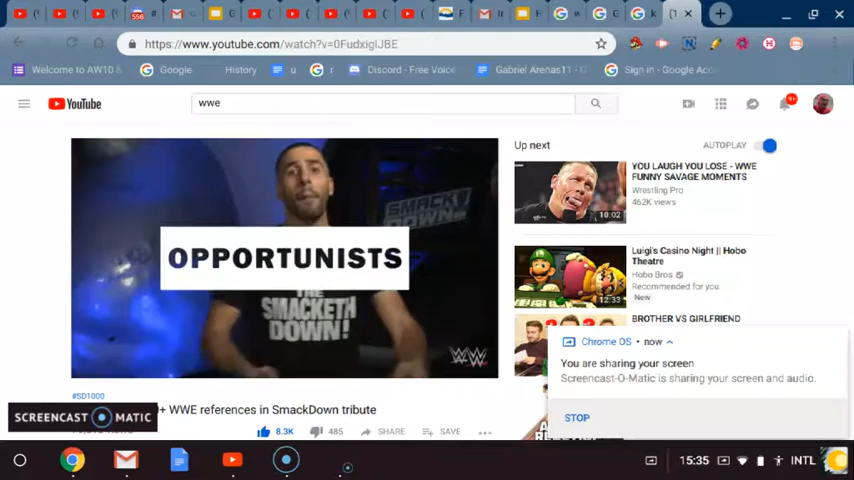 556
https://www.youtube.com/watch?v=0FudxiglJBE
Welcome to AW10 &
Google
History
u
r
Discord - Free Voice
Gabriel Arenas11 - G
Sign in - Google Acc
YouTube
wwe
9+
OPPORTUNISTS
SMACKDOWN
THE
SMACKETH
DOWN!
WW
Up next
AUTOPLAY
YOU LAUGH YOU LOSE - WWE
FUNNY SAVAGE MOMENTS
Wrestling Pro
462K views
10:02
Luigi's Casino Night || Hobo
Theatre
Hobo Bros
Recommended for you
New
12:33
BROTHER VS GIRLFRIEND
Chrome OS • now
You are sharing your screen
Screencast-O-Matic is sharing your screen and audio.
STOP
#SD1000
+ WWE references in SmackDown tribute
SCREENCAST MATIC
8.3K
485
SHARE
SAVE
15:35
INTL